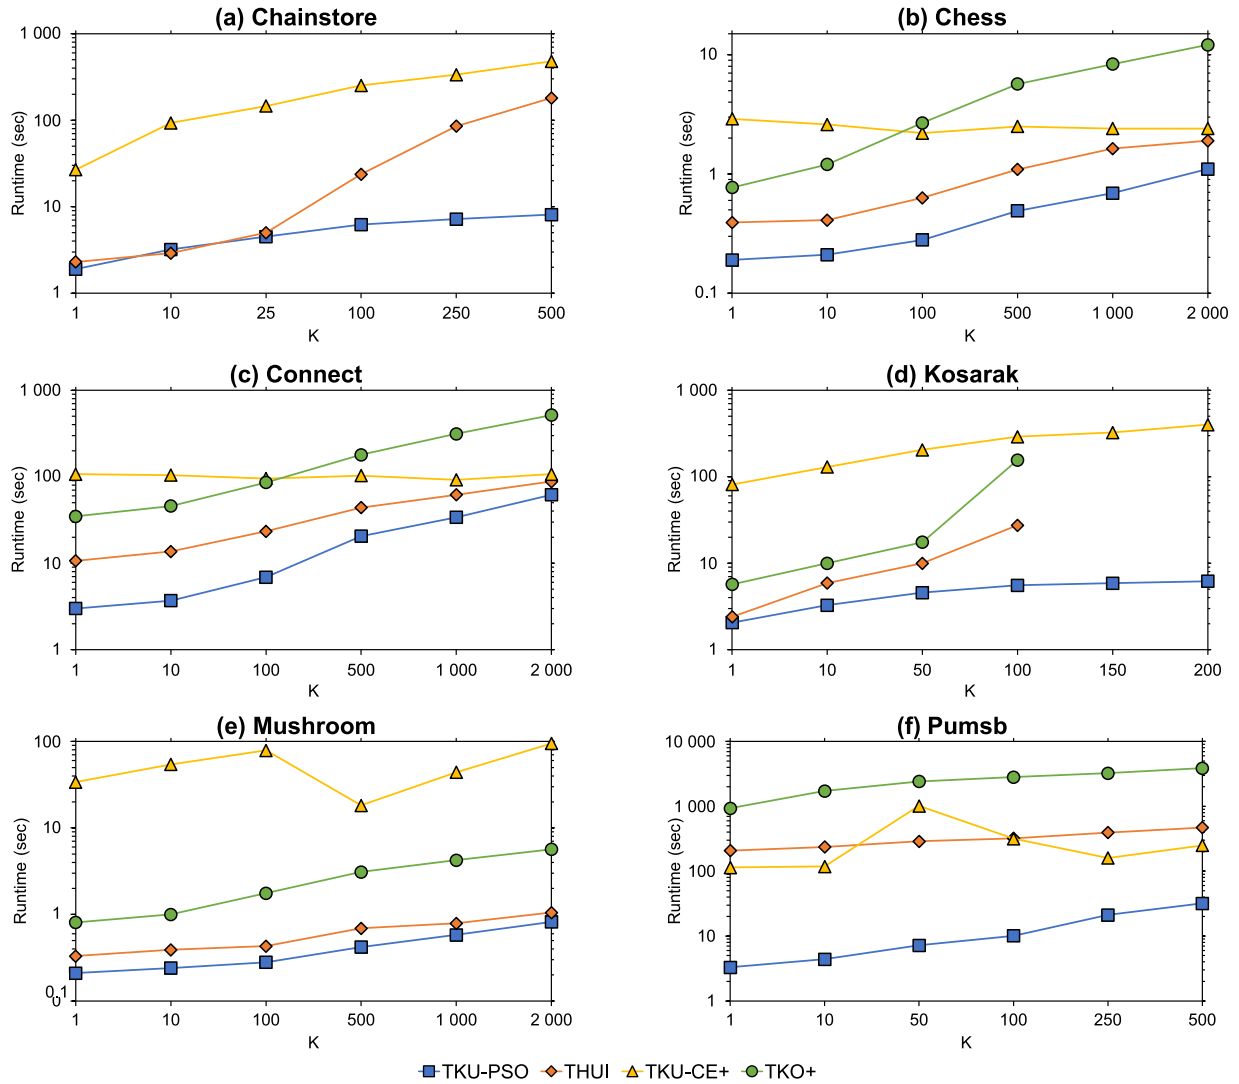 (a) Chainstore
1 000
100
10
1
Runtime (sec)
1 10 25 100 250 500
K
(b) Chess
10
1
0.1
Runtime (sec)
1 10 100 500 1 000 2 000
K
(c) Connect
1 000
100
10
1
Runtime (sec)
1 10 100 500 1 000 2 000
K
(d) Kosarak
1 000
100
10
1
Runtime (sec)
1 10 50 100 150 200
K
(e) Mushroom
100
10
1
0.1
0
Runtime (sec)
1 10 100 500 1 000 2 000
K
(f) Pumsb
10 000
1 000
100
10
1
Runtime (sec)
1 10 50 100 250 500
K
TKU-PSO THUI TKU-CE+ TKO+